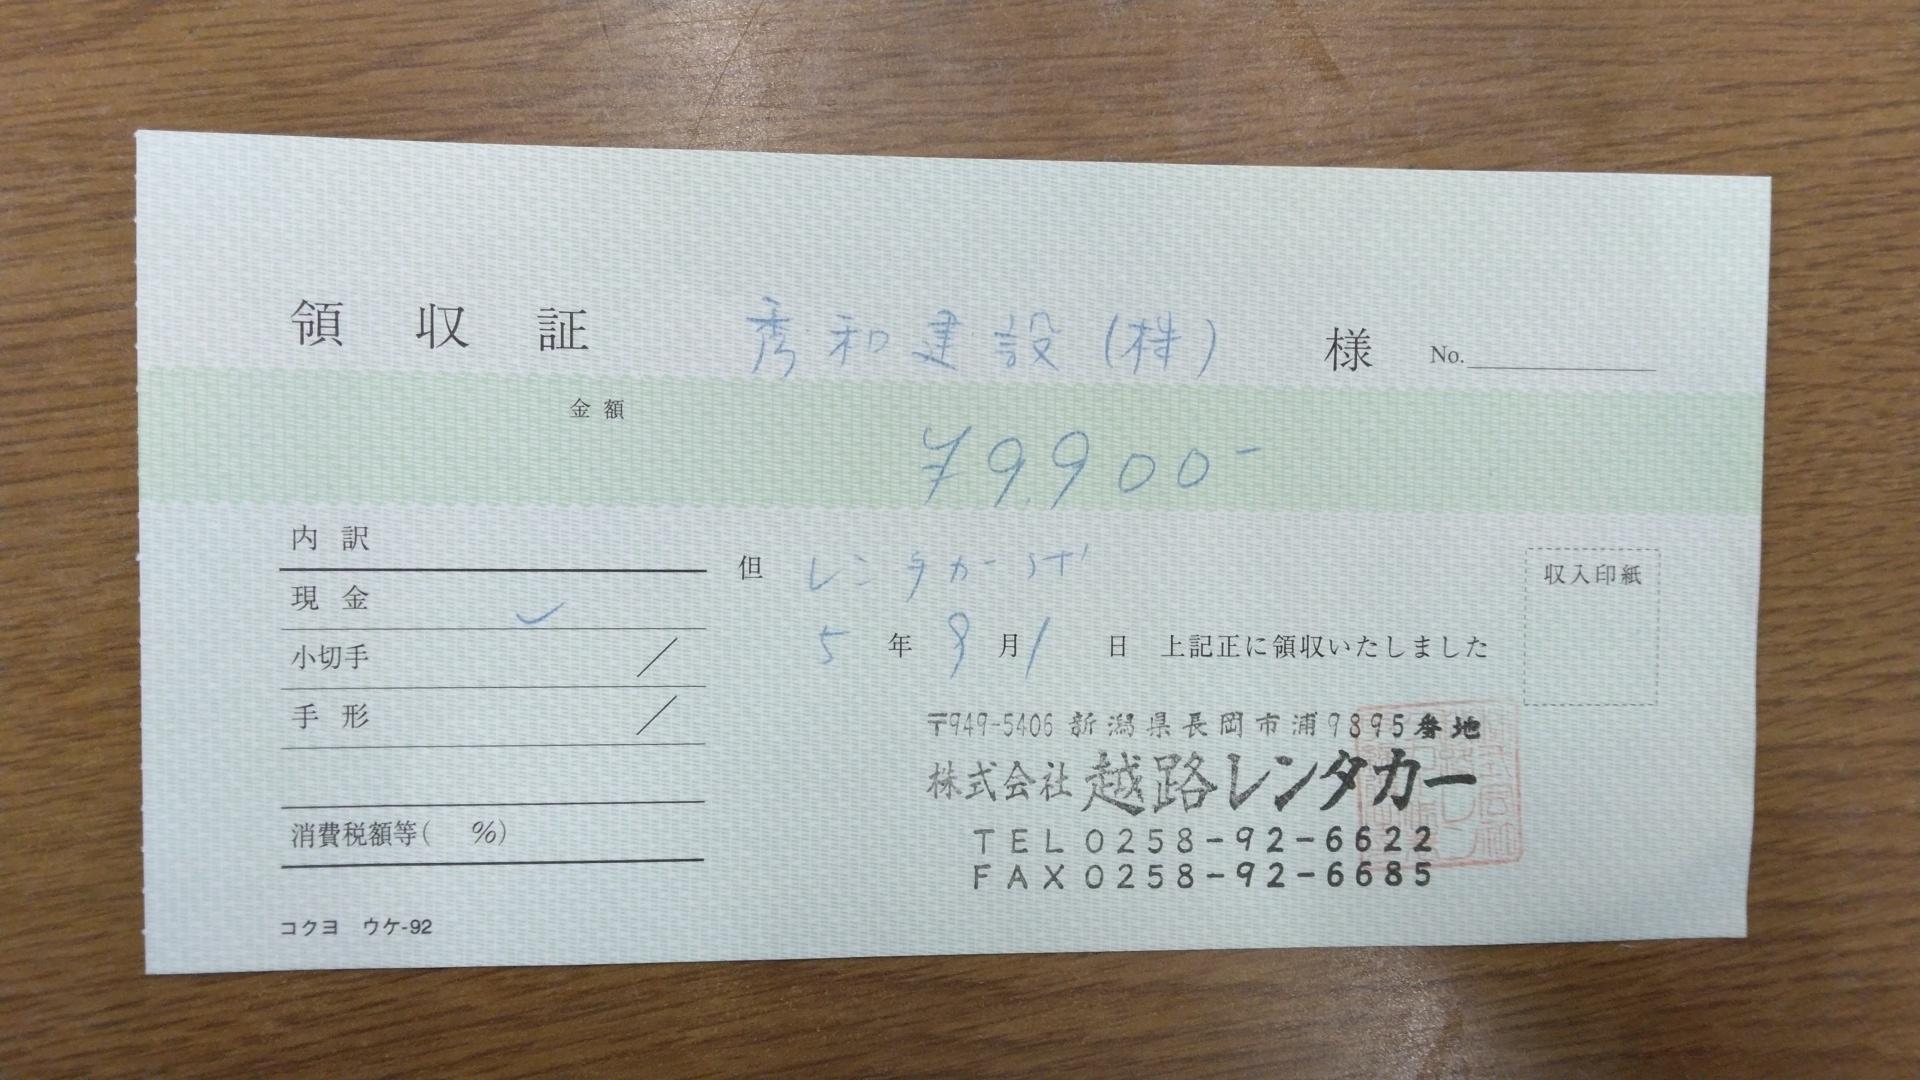 領収証 秀和建設(株) 様 No.
金額
¥9,900-
内訳
但 レンタカー代
現金 ✓
5年9月1日 上記正に領収いたしました
収入印紙
小切手 /
手形 /
消費税額等( %)
〒949-5406 新潟県長岡市浦9895番地
株式会社 越路レンタカー
TEL 0258-92-6622
FAX 0258-92-6685
コクヨ ウケ-92